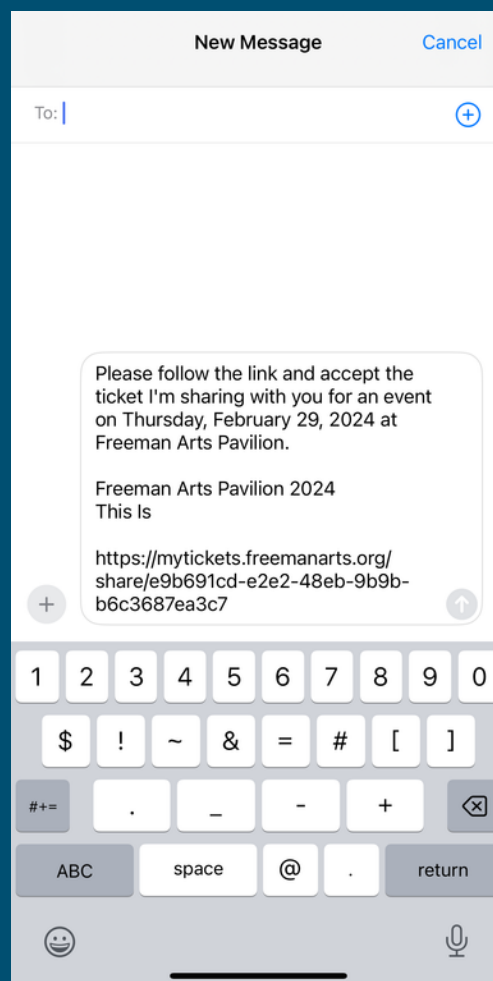 New Message Cancel
To:
Please follow the link and accept the
ticket I'm sharing with you for an event
on Thursday, February 29, 2024 at
Freeman Arts Pavilion.
Freeman Arts Pavilion 2024
This Is
https://mytickets.freemanarts.org/
share/e9b691cd-e2e2-48eb-9b9b-
b6c3687ea3c7
1 2 3 4 5 6 7 8 9 0
$ ! ~ & = # [ ]
#+= . _ - +
ABC space @ . return